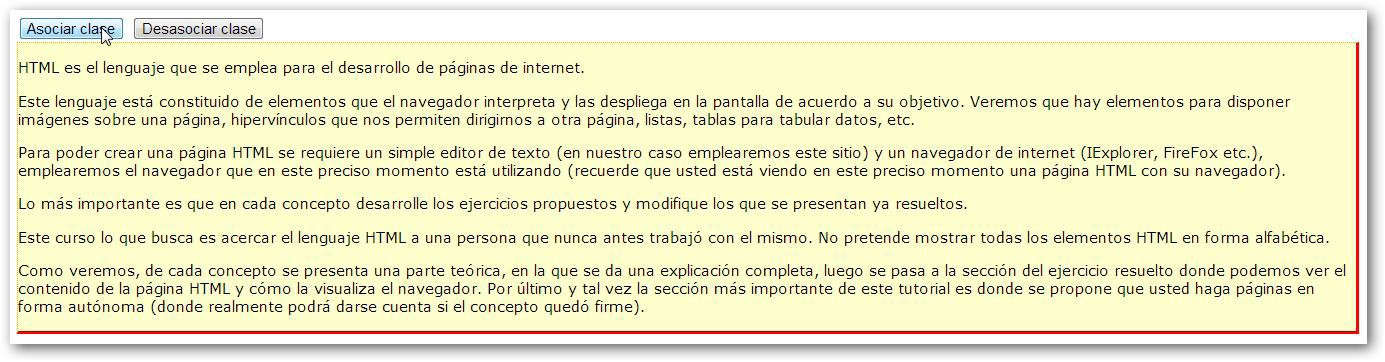 Asociar clase Desasociar clase
HTML es el lenguaje que se emplea para el desarrollo de páginas de internet.
Este lenguaje está constituido de elementos que el navegador interpreta y las despliega en la pantalla de acuerdo a su objetivo. Veremos que hay elementos para disponer
imágenes sobre una página, hipervínculos que nos permiten dirigirnos a otra página, listas, tablas para tabular datos, etc.
Para poder crear una página HTML se requiere un simple editor de texto (en nuestro caso emplearemos este sitio) y un navegador de internet (IExplorer, FireFox etc.),
emplearemos el navegador que en este preciso momento está utilizando (recuerde que usted está viendo en este preciso momento una página HTML con su navegador).
Lo más importante es que en cada concepto desarrolle los ejercicios propuestos y modifique los que se presentan ya resueltos.
Este curso lo que busca es acercar el lenguaje HTML a una persona que nunca antes trabajó con el mismo. No pretende mostrar todas los elementos HTML en forma alfabética.
Como veremos, de cada concepto se presenta una parte teórica, en la que se da una explicación completa, luego se pasa a la sección del ejercicio resuelto donde podemos ver el
contenido de la página HTML y cómo la visualiza el navegador. Por último y tal vez la sección más importante de este tutorial es donde se propone que usted haga páginas en
forma autónoma (donde realmente podrá darse cuenta si el concepto quedó firme).